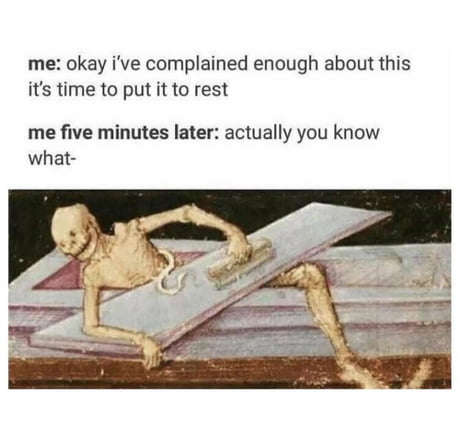 me: okay i've complained enough about this
it's time to put it to rest
me five minutes later: actually you know
what-